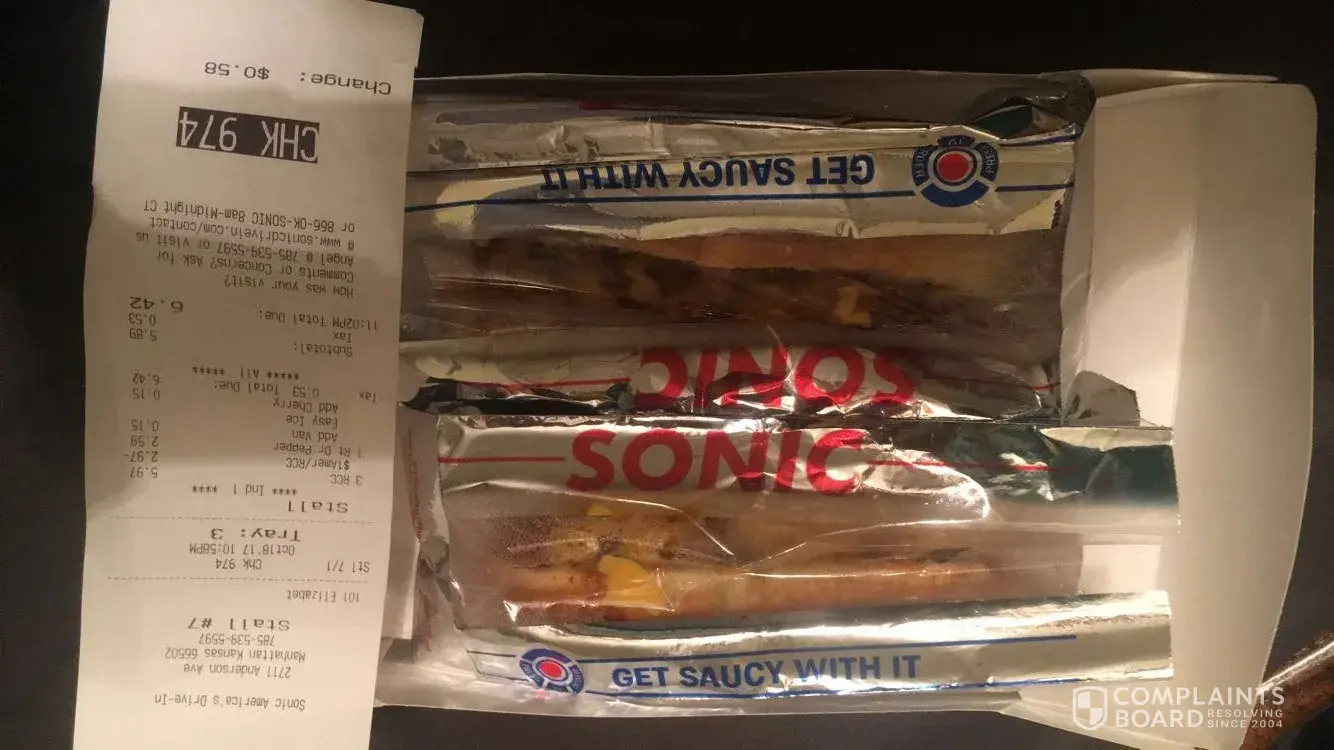 Sonic America's Drive-In
2711 Anderson Ave
Manhattan Kansas 66502
785-539-5597
Stall #7
101 Elizabet
Chk 974
Stl 7/1
Oct18'17 10:58PM
Tray: 3
Stall
**** Ind 1 ****
3 RCC 5.97
$1Amer/RCC 2.97-
1 Rt Dr Pepper 2.59
Add Van 0.15
Easy Ice
Add Cherry 0.15
Tax 0.53 Total Due: 6.42
***** All *****
Subtotal: 5.89
Tax 0.53
11:02PM Total Due: 6.42
How was your visit?
Comments or Concerns? Ask for
Angel @ 785-539-5597 or visit us
@ www.sonicdrivein.com/contact
or 866-OK-SONIC 8am-Midnight CT
CHK 974
Change: $0.58
GET SAUCY WITH IT
SONIC
SONIC
GET SAUCY WITH IT
COMPLAINTS
BOARD RESOLVING
SINCE 2004